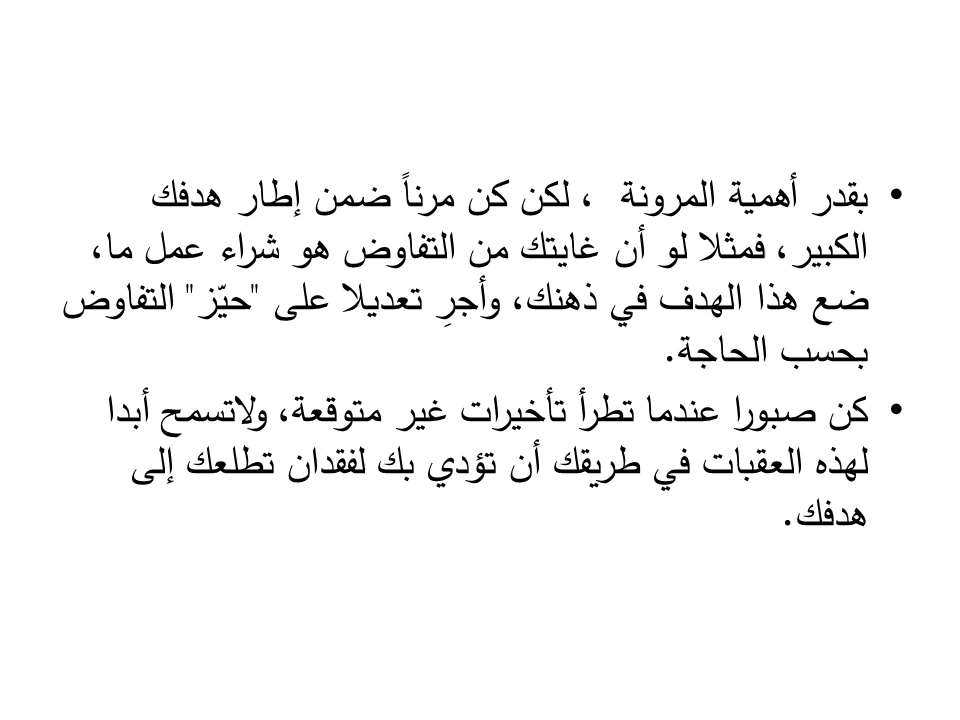 • بقدر أهمية المرونة ، لكن كن مرناً ضمن إطار هدفك
الكبير، فمثلا لو أن غايتك من التفاوض هو شراء عمل ما،
ضع هذا الهدف في ذهنك، وأجرِ تعديلا على "حيّز" التفاوض
بحسب الحاجة.
• كن صبورا عندما تطرأ تأخيرات غير متوقعة، ولاتسمح أبدا
لهذه العقبات في طريقك أن تؤدي بك لفقدان تطلعك إلى
هدفك.